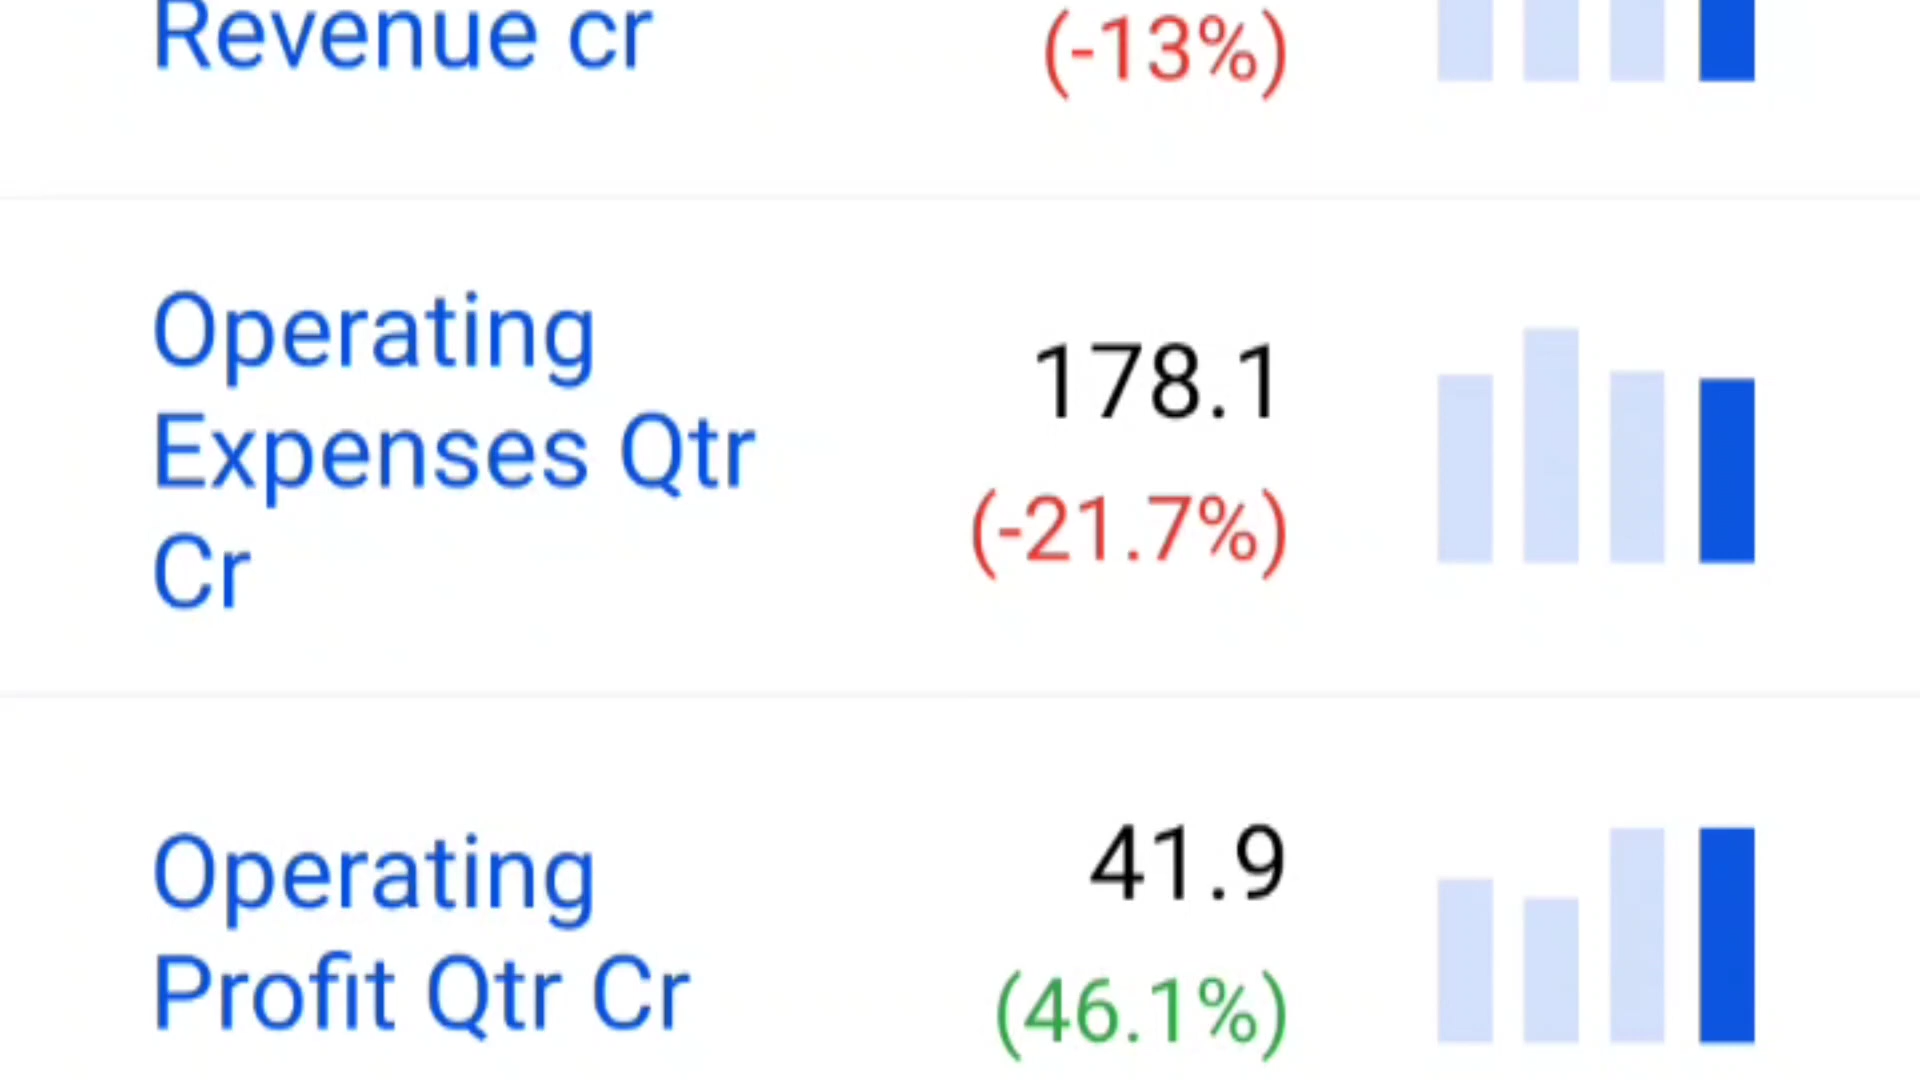 Revenue cr
(-13%)
Operating
Expenses Qtr
Cr
178.1
(-21.7%)
Operating
Profit Qtr Cr
41.9
(46.1%)